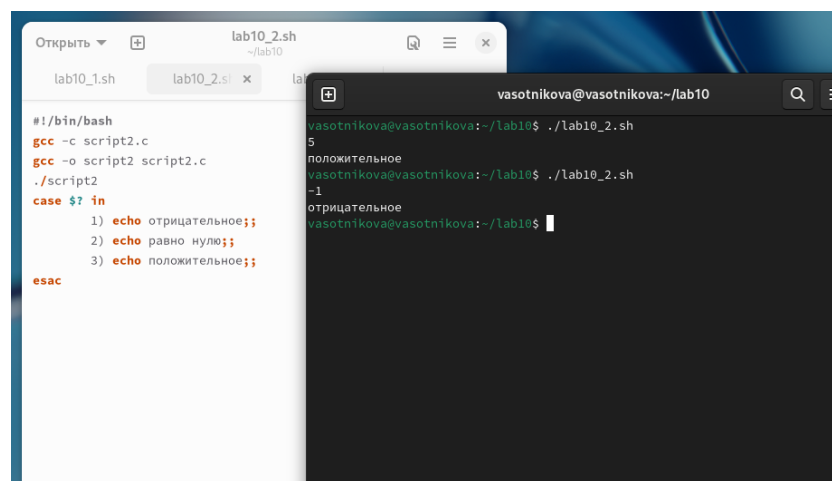 Открыть
lab10_2.sh
~/lab10
lab10_1.sh
lab10_2.s
#!/bin/bash
gcc -c script2.c
gcc -o script2 script2.c
./script2
case $? in
1) echo отрицательное;;
2) echo равно нулю;;
3) echo положительное;;
esac
vasotnikova@vasotnikova:~/lab10
vasotnikova@vasotnikova:~/lab10$ ./lab10_2.sh
5
положительное
vasotnikova@vasotnikova:~/lab10$ ./lab10_2.sh
-1
отрицательное
vasotnikova@vasotnikova:~/lab10$